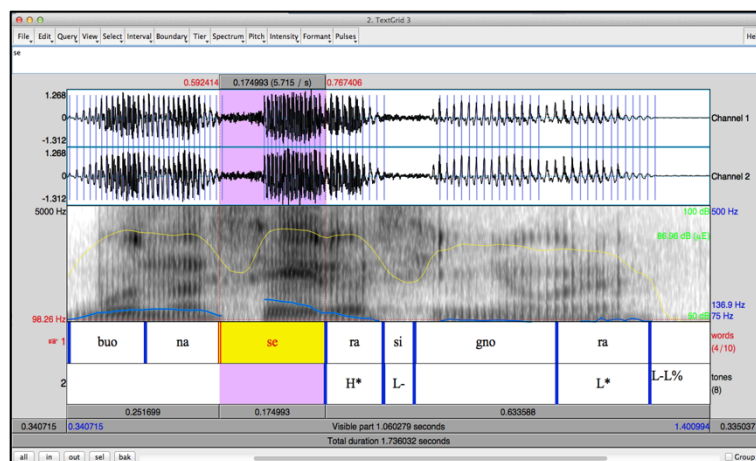 2. TextGrid 3
File Edit Query View Select Interval Boundary Tier Spectrum Pitch Intensity Formant Pulses He
se
0.592414 0.174993 (5.715 / s) 0.767406
1.268
0
-1.312
Channel 1
1.268
0
-1.312
Channel 2
5000 Hz 100 dB 500 Hz
86.96 dB (µE)
136.9 Hz
98.26 Hz 50 dB 75 Hz
1 buo na se ra si gno ra words
(4/10)
2 H* L- L* L-L% tones
(8)
0.251699 0.174993 0.633588
0.340715 0.340715 Visible part 1.060279 seconds 1.400994 0.335037
Total duration 1.736032 seconds
all in out sel bak Group